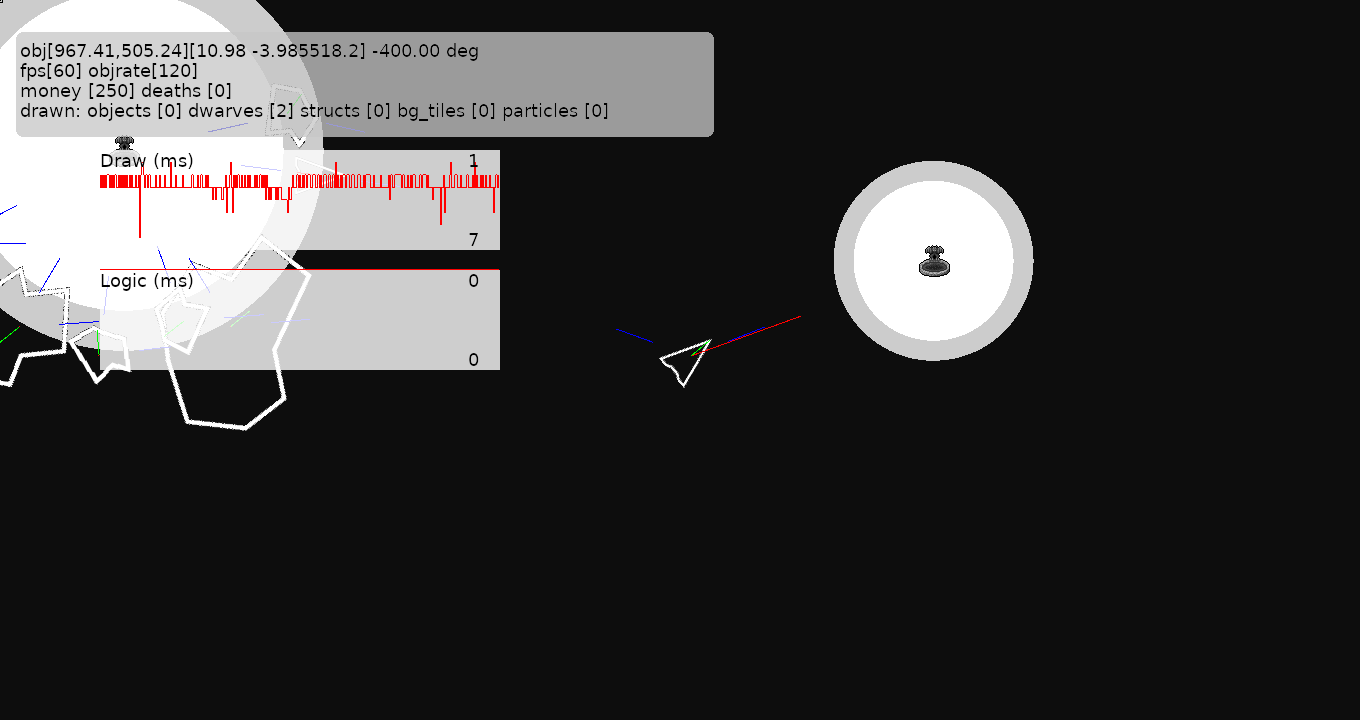 obj[967.41,505.24][10.98 -3.985518.2] -400.00 deg
fps[60] objrate[120]
money [250] deaths [0]
drawn: objects [0] dwarves [2] structs [0] bg_tiles [0] particles [0]
Draw (ms) 1
7
Logic (ms) 0
0